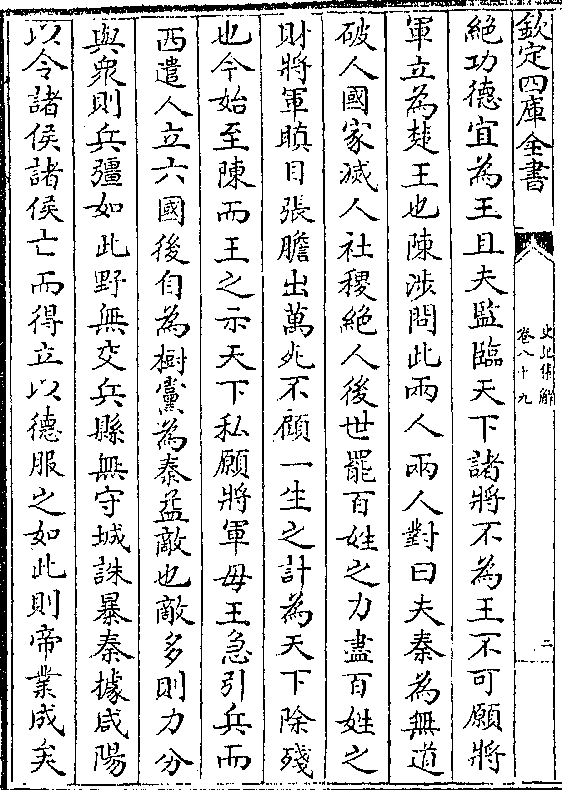 欽定四庫全書
史記集解
卷八十九
二
絶功德宜為王且夫監臨天下諸將不為王不可願將
軍立為楚王也陳涉問此兩人兩人對曰夫秦為無道
破人國家滅人社稷絶人後世罷百姓之力盡百姓之
財將軍瞋目張膽出萬死不顧一生之計為天下除殘
也今始至陳而王之示天下私願將軍毋王急引兵而
西遣人立六國後自為樹黨為秦益敵也敵多則力分
與衆則兵彊如此野無交兵縣無守城誅暴秦據咸陽
以令諸侯諸侯亡而得立以德服之如此則帝業成矣